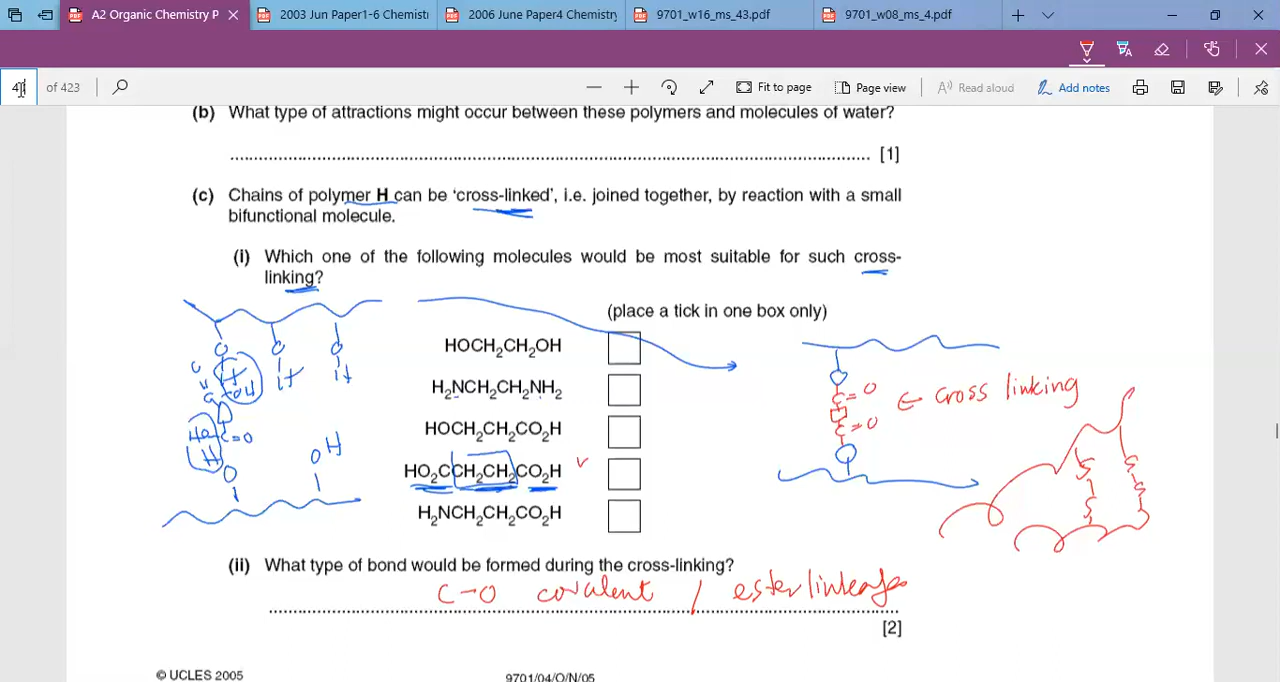 A2 Organic Chemistry P
2003 Jun Paper1-6 Chemistr
2006 June Paper4 Chemistry
9701_w16_ms_43.pdf
9701_w08_ms_4.pdf
of 423
Fit to page
Page view
Read aloud
Add notes
(b) What type of attractions might occur between these polymers and molecules of water?
[1]
(c) Chains of polymer H can be ‘cross-linked’, i.e. joined together, by reaction with a small
bifunctional molecule.
(i) Which one of the following molecules would be most suitable for such cross-
linking?
(place a tick in one box only)
HOCH₂CH₂OH
H₂NCH₂CH₂NH₂
HOCH₂CH₂CO₂H
HO₂CCH₂CH₂CO₂H
H₂NCH₂CH₂CO₂H
OH
C=O
← cross linking
(ii) What type of bond would be formed during the cross-linking?
C-O covalent / ester linkage
[2]
© UCLES 2005
9701/04/O/N/05